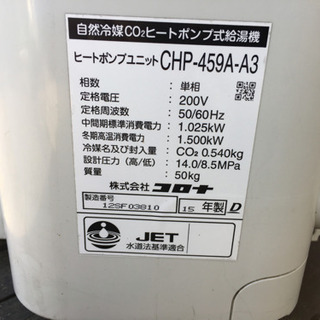 自然冷媒CO₂ヒートポンプ式給湯機
ヒートポンプユニット CHP-459A-A3
相数 : 単相
定格電圧 : 200V
定格周波数 : 50/60Hz
中間期標準消費電力 : 1.025kW
冬期高温消費電力 : 1.500kW
冷媒名及び封入量 : CO₂ 0.540kg
設計圧力（高/低） : 14.0/8.5MPa
質量 : 50kg
株式会社 コロナ
製造番号 12SF03810 15 年製 D
JET
水道法基準適合